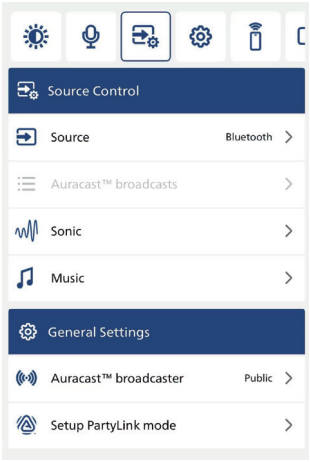 Source Control
Source Bluetooth
Auracast™ broadcasts
Sonic
Music
General Settings
Auracast™ broadcaster Public
Setup PartyLink mode